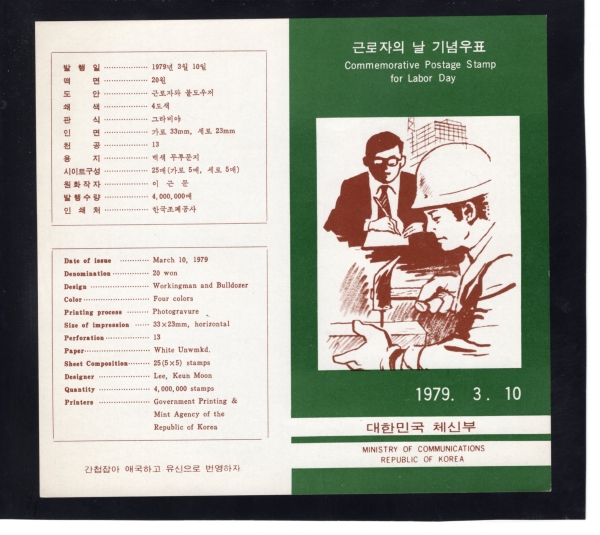 발 행 일 ·················· 1979년 3월 10일
액 면 ·················· 20원
도 안 ·················· 근로자와 불도우저
쇄 색 ·················· 4도색
판 식 ·················· 그라비아
인 면 ·················· 가로 33mm, 세로 23mm
천 공 ·················· 13
용 지 ·················· 백색 무투문지
시이트구성 ·················· 25매(가로 5매, 세로 5매)
원화작자 ·················· 이 근 문
발행수량 ·················· 4,000,000매
인 쇄 처 ·················· 한국조폐공사
Date of issue ············ March 10, 1979
Denomination ············ 20 won
Design ·················· Workingman and Bulldozer
Color ·················· Four colors
Printing process ······ Photogravure
Size of impression ····· 33×23mm, horizontal
Perforation ············ 13
Paper ·················· White Unwmkd.
Sheet Composition ········ 25(5×5) stamps
Designer ·················· Lee, Keun Moon
Quantity ·················· 4,000,000 stamps
Printers ·················· Government Printing &
Mint Agency of the
Republic of Korea
간첩잡아 애국하고 유신으로 번영하자
근로자의 날 기념우표
Commemorative Postage Stamp
for Labor Day
1979. 3. 10
대한민국 체신부
MINISTRY OF COMMUNICATIONS
REPUBLIC OF KOREA